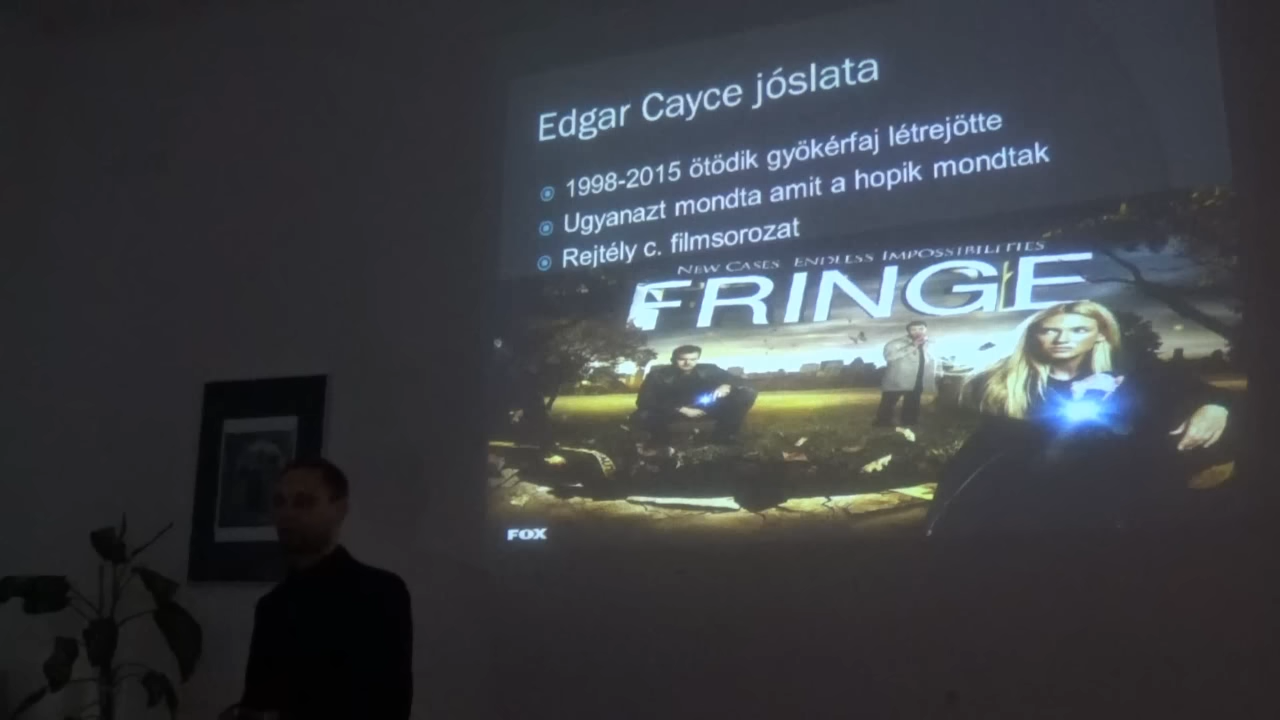 Edgar Cayce jóslata
1998-2015 ötödik gyökérfaj létrejötte
Ugyanazt mondta amit a hopik mondtak
Rejtély c. filmsorozat
NEW CASES. ENDLESS IMPOSSIBILITIES
FRINGE
FOX